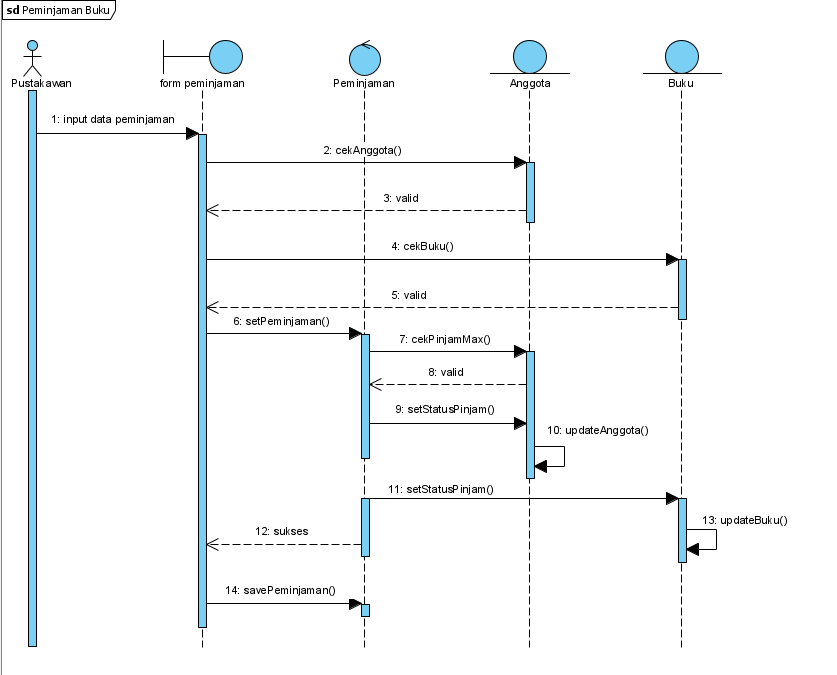 sd Peminjaman Buku
Pustakawan
form peminjaman
Peminjaman
Anggota
Buku
1: input data peminjaman
2: cekAnggota()
3: valid
4: cekBuku()
5: valid
6: setPeminjaman()
7: cekPinjamMax()
8: valid
9: setStatusPinjam()
10: updateAnggota()
11: setStatusPinjam()
13: updateBuku()
12: sukses
14: savePeminjaman()